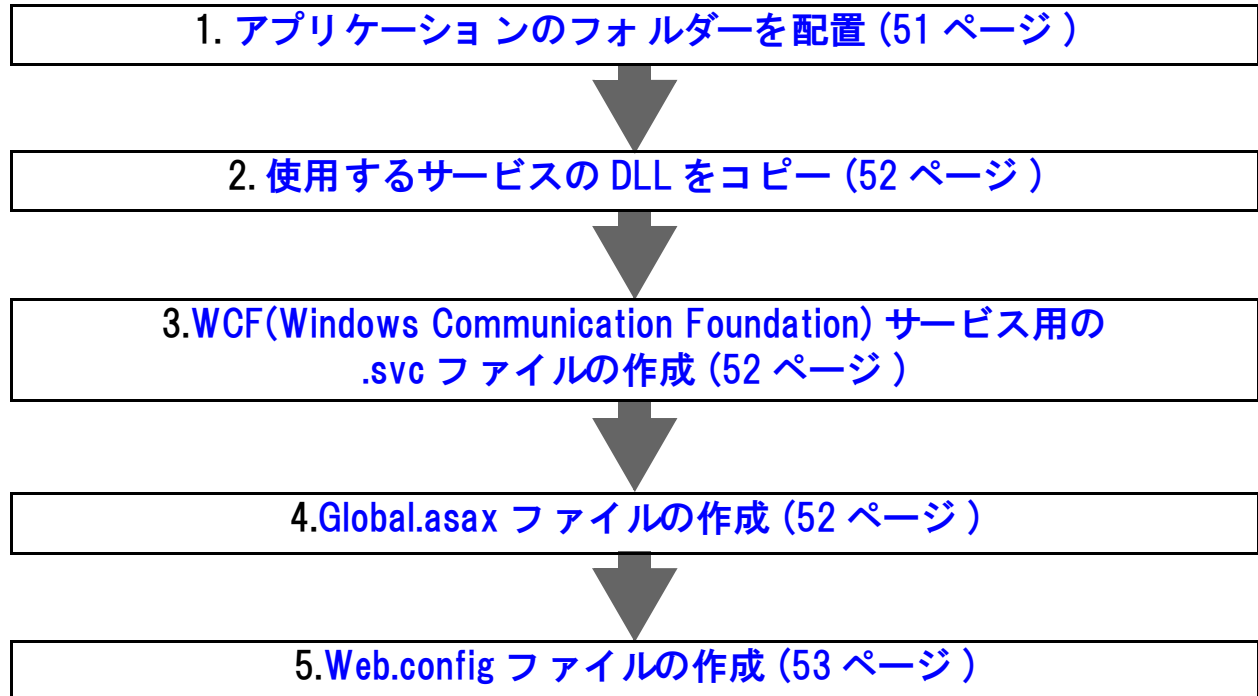 1. アプリケーションのフォルダーを配置 (51 ページ )
2. 使用するサービスの DLL をコピー (52 ページ )
3.WCF(Windows Communication Foundation) サービス用の
.svc ファイルの作成 (52 ページ )
4.Global.asax ファイルの作成 (52 ページ )
5.Web.config ファイルの作成 (53 ページ )